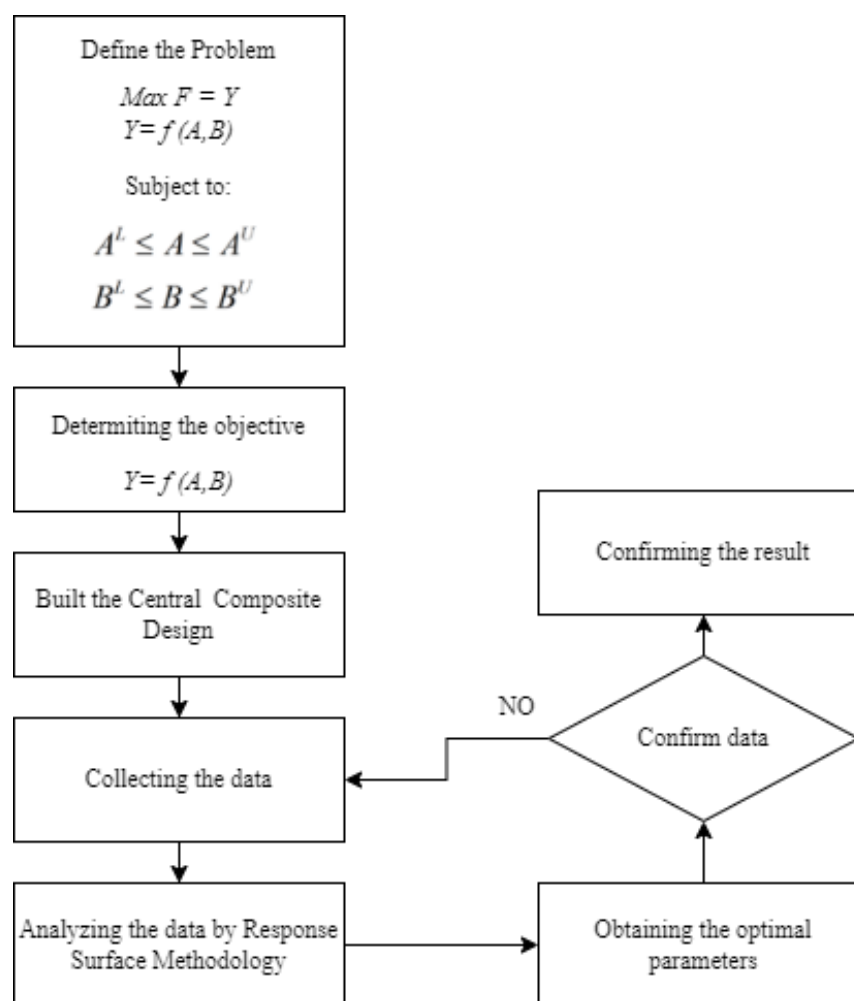 Define the Problem
Max F = Y
Y= f (A,B)
Subject to:
A^L ≤ A ≤ A^U
B^L ≤ B ≤ B^U
Determiting the objective
Y= f (A,B)
Built the Central Composite
Design
Collecting the data
Analyzing the data by Response
Surface Methodology
Obtaining the optimal
parameters
Confirm data
NO
Confirming the result